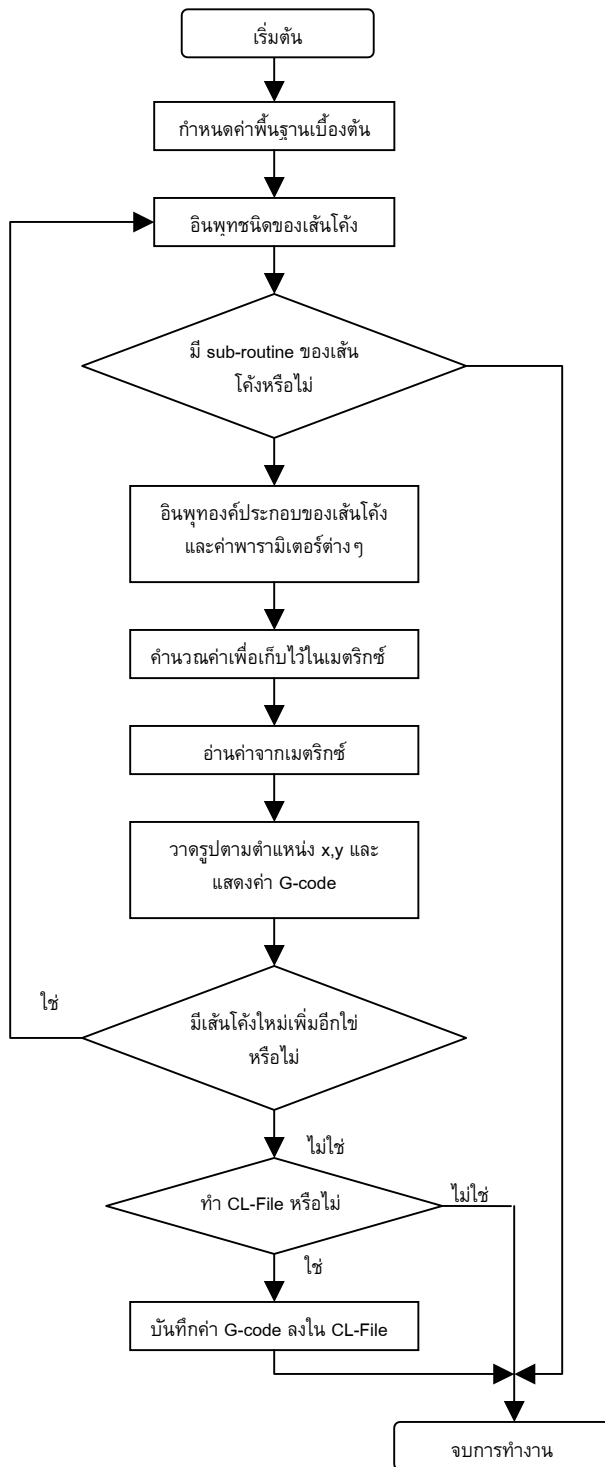 เริ่มต้น
กำหนดค่าพื้นฐานเบื้องต้น
อินพุทชนิดของเส้นโค้ง
มี sub-routine ของเส้น
โค้งหรือไม่
อินพุทองค์ประกอบของเส้นโค้ง
และค่าพารามิเตอร์ต่างๆ
คำนวณค่าเพื่อเก็บไว้ในเมตริกซ์
อ่านค่าจากเมตริกซ์
วาดรูปตามตำแหน่ง x,y และ
แสดงค่า G-code
ใช่
มีเส้นโค้งใหม่เพิ่มอีกใช่
หรือไม่
ไม่ใช่
ทำ CL-File หรือไม่
ไม่ใช่
ใช่
บันทึกค่า G-code ลงใน CL-File
จบการทำงาน